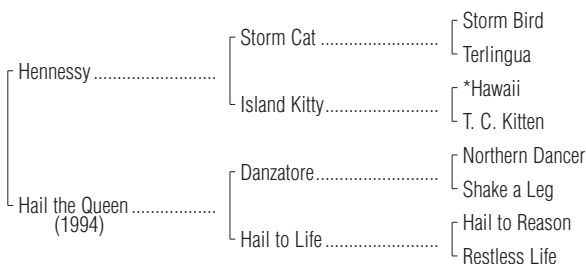 Storm Bird
Storm Cat ........................
Terlingua
Hennessy .........................
*Hawaii
Island Kitty.......................
T. C. Kitten
Northern Dancer
Danzatore.........................
Shake a Leg
Hail the Queen .................
(1994)
Hail to Reason
Hail to Life ......................
Restless Life